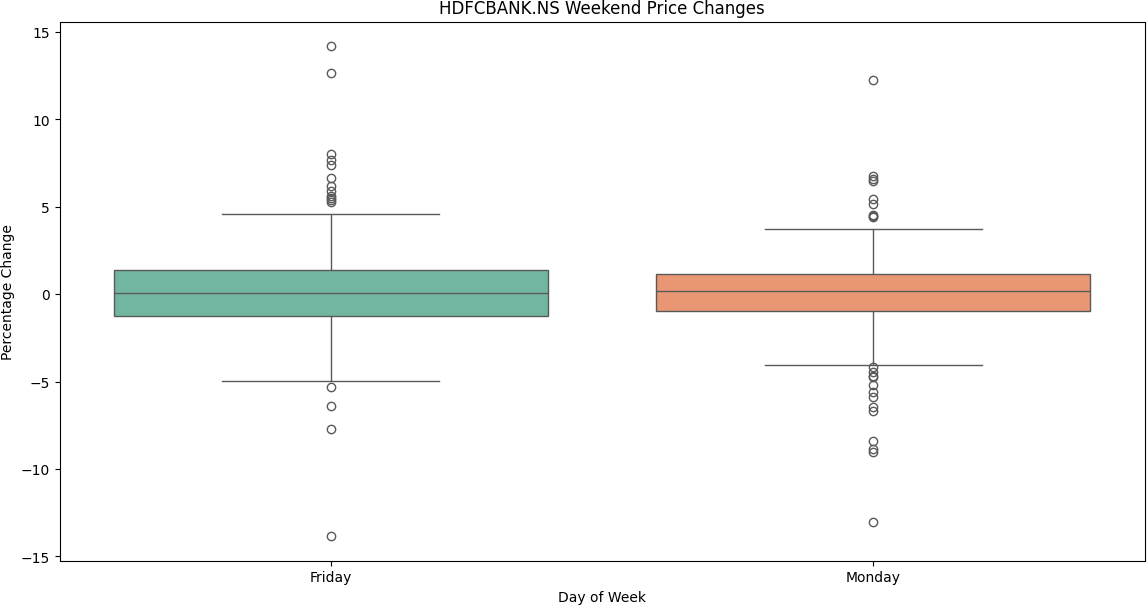 HDFCBANK.NS Weekend Price Changes
15
10
5
0
−5
−10
−15
Percentage Change
Friday
Monday
Day of Week